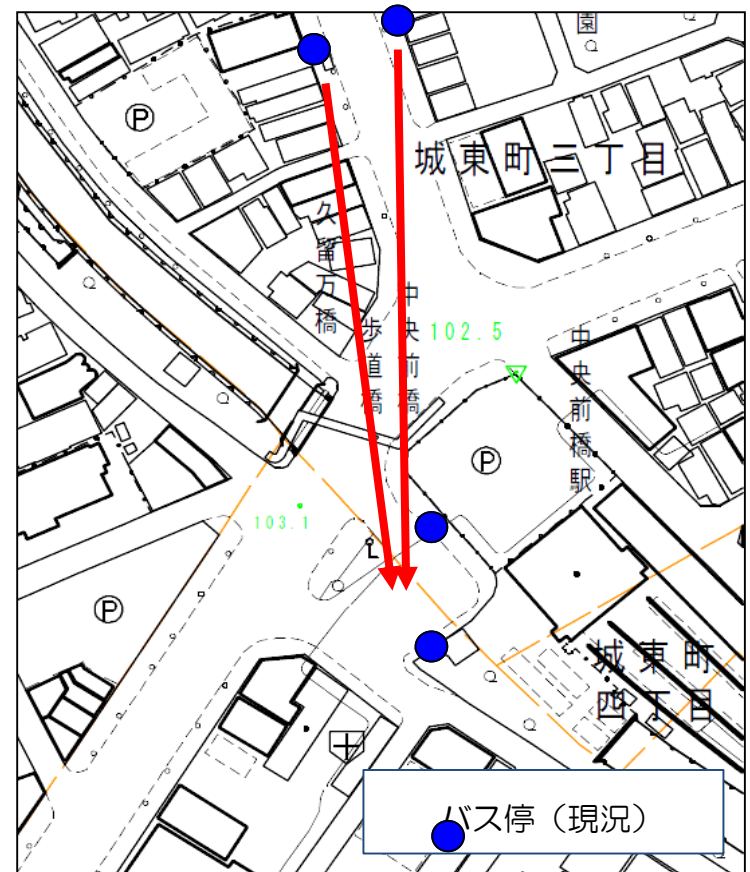 園
Ⓟ
城東町三丁目
久留万橋
歩道橋
中央前橋
102.5
中央前橋駅
Ⓟ
103.1
Ⓟ
城東町
四丁目
バス停（現況）